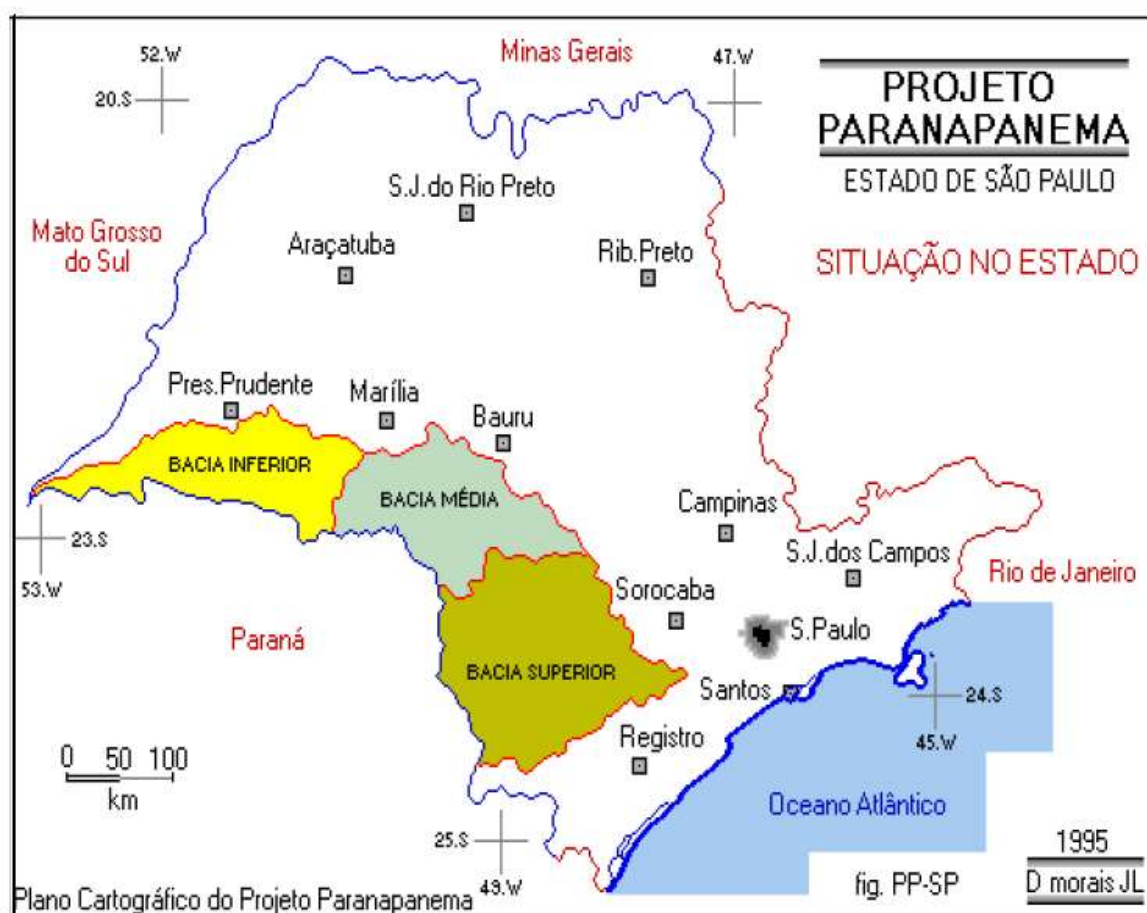 52.W
20.S
Minas Gerais
47.W
PROJETO
PARANAPANEMA
ESTADO DE SÃO PAULO
SITUAÇÃO NO ESTADO
S.J.do Rio Preto
Mato Grosso
do Sul
Araçatuba
Rib.Preto
Pres.Prudente
Marília
Bauru
BACIA INFERIOR
BACIA MÉDIA
Campinas
23.S
53.W
S.J.dos Campos
Rio de Janeiro
Sorocaba
S.Paulo
Paraná
BACIA SUPERIOR
Santos
24.S
45.W
Registro
0 50 100
km
Oceano Atlântico
25.S
49.W
1995
fig. PP-SP
D morais JL
Plano Cartográfico do Projeto Paranapanema